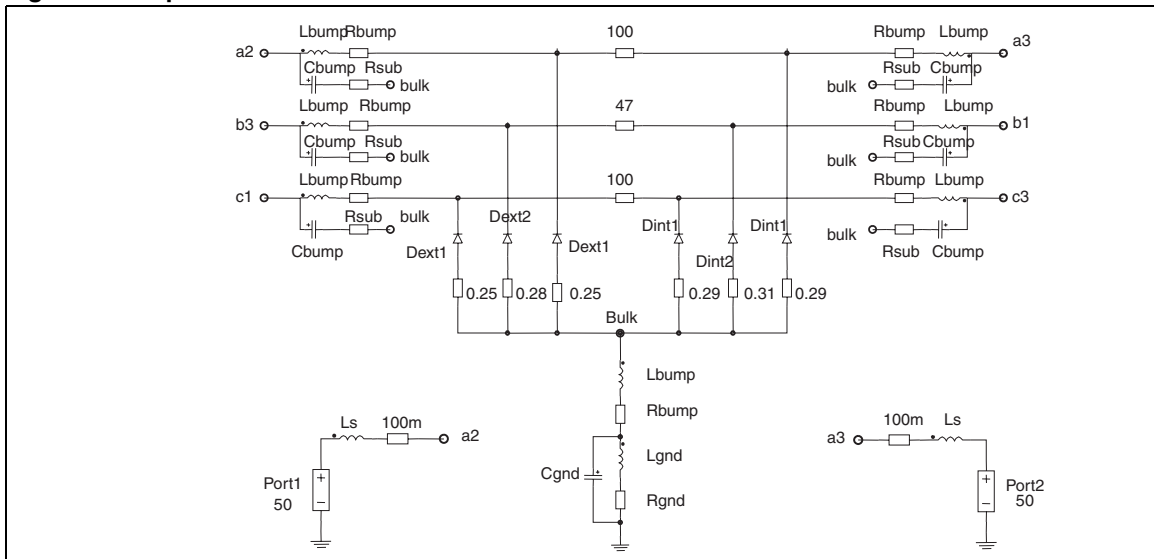 Lbump Rbump 100 Rbump Lbump
a2 a3
Cbump Rsub Rsub Cbump
bulk bulk
Lbump Rbump 47 Rbump Lbump
b3 b1
Cbump Rsub Rsub Cbump
bulk bulk
Lbump Rbump 100 Rbump Lbump
c1 c3
Rsub bulk Dext2 Dint1 Dint1 bulk
Cbump Dext1 Dext1 Dint2 Rsub Cbump
0.25 0.28 0.25 0.29 0.31 0.29
Bulk
Lbump
Rbump
Ls 100m a2 a3 100m Ls
Lgnd
Cgnd
Port1 Rgnd Port2
50 50